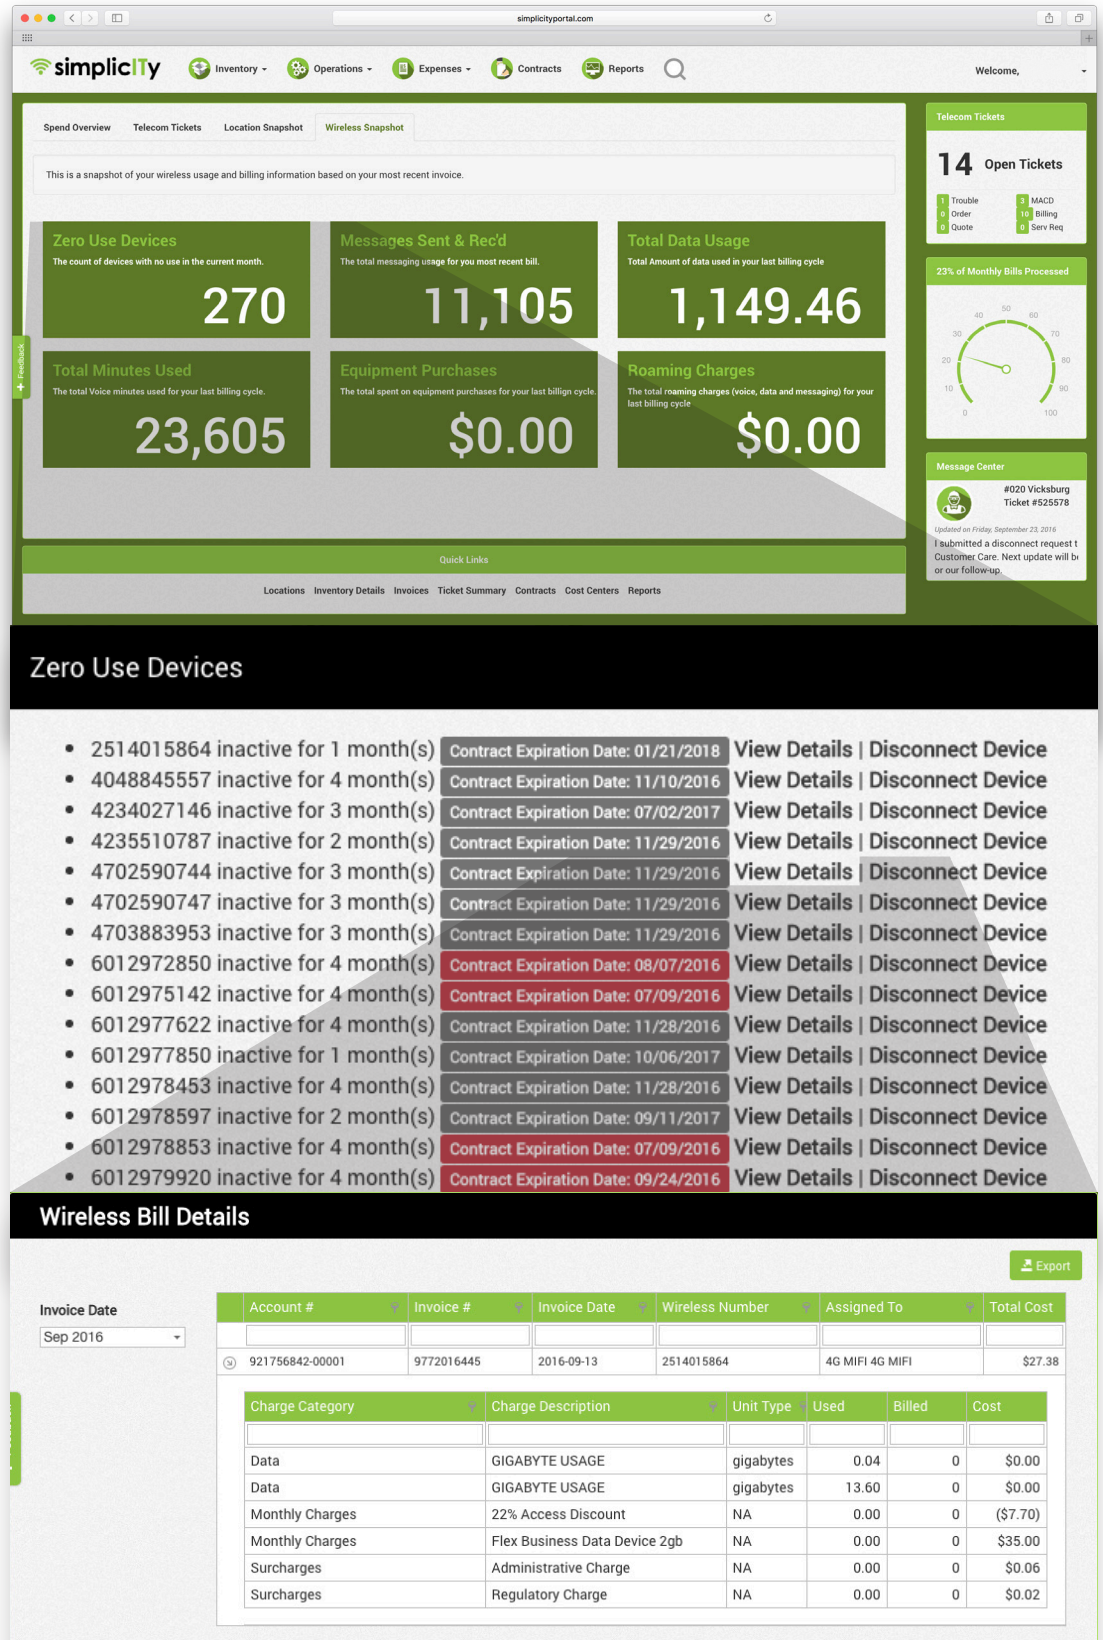 simplicityportal.com
simplicITy
Inventory
Operations
Expenses
Contracts
Reports
Welcome,
Spend Overview Telecom Tickets Location Snapshot Wireless Snapshot
This is a snapshot of your wireless usage and billing information based on your most recent invoice.
Zero Use Devices
The count of devices with no use in the current month.
270
Messages Sent & Rec'd
The total messaging usage for you most recent bill.
11,105
Total Data Usage
Total Amount of data used in your last billing cycle
1,149.46
Total Minutes Used
The total Voice minutes used for your last billing cycle.
23,605
Equipment Purchases
The total spent on equipment purchases for your last billign cycle.
$0.00
Roaming Charges
The total roaming charges (voice, data and messaging) for your
last billing cycle
$0.00
+ Feedback
Quick Links
Locations Inventory Details Invoices Ticket Summary Contracts Cost Centers Reports
Telecom Tickets
14 Open Tickets
1 Trouble 3 MACD
0 Order 10 Billing
0 Quote 0 Serv Req
23% of Monthly Bills Processed
0 10 20 30 40 50 60 70 80 90 100
Message Center
#020 Vicksburg
Ticket #525578
Updated on Friday, September 23, 2016
I submitted a disconnect request t
Customer Care. Next update will be
or our follow-up.
Zero Use Devices
• 2514015864 inactive for 1 month(s) Contract Expiration Date: 01/21/2018 View Details | Disconnect Device
• 4048845557 inactive for 4 month(s) Contract Expiration Date: 11/10/2016 View Details | Disconnect Device
• 4234027146 inactive for 3 month(s) Contract Expiration Date: 07/02/2017 View Details | Disconnect Device
• 4235510787 inactive for 2 month(s) Contract Expiration Date: 11/29/2016 View Details | Disconnect Device
• 4702590744 inactive for 3 month(s) Contract Expiration Date: 11/29/2016 View Details | Disconnect Device
• 4702590747 inactive for 3 month(s) Contract Expiration Date: 11/29/2016 View Details | Disconnect Device
• 4703883953 inactive for 3 month(s) Contract Expiration Date: 11/29/2016 View Details | Disconnect Device
• 6012972850 inactive for 4 month(s) Contract Expiration Date: 08/07/2016 View Details | Disconnect Device
• 6012975142 inactive for 4 month(s) Contract Expiration Date: 07/09/2016 View Details | Disconnect Device
• 6012977622 inactive for 4 month(s) Contract Expiration Date: 11/28/2016 View Details | Disconnect Device
• 6012977850 inactive for 1 month(s) Contract Expiration Date: 10/06/2017 View Details | Disconnect Device
• 6012978453 inactive for 4 month(s) Contract Expiration Date: 11/28/2016 View Details | Disconnect Device
• 6012978597 inactive for 2 month(s) Contract Expiration Date: 09/11/2017 View Details | Disconnect Device
• 6012978853 inactive for 4 month(s) Contract Expiration Date: 07/09/2016 View Details | Disconnect Device
• 6012979920 inactive for 4 month(s) Contract Expiration Date: 09/24/2016 View Details | Disconnect Device
Wireless Bill Details
Export
Invoice Date
Sep 2016
Account # Invoice # Invoice Date Wireless Number Assigned To Total Cost
921756842-00001 9772016445 2016-09-13 2514015864 4G MIFI 4G MIFI $27.38
Charge Category Charge Description Unit Type Used Billed Cost
Data GIGABYTE USAGE gigabytes 0.04 0 $0.00
Data GIGABYTE USAGE gigabytes 13.60 0 $0.00
Monthly Charges 22% Access Discount NA 0.00 0 ($7.70)
Monthly Charges Flex Business Data Device 2gb NA 0.00 0 $35.00
Surcharges Administrative Charge NA 0.00 0 $0.06
Surcharges Regulatory Charge NA 0.00 0 $0.02